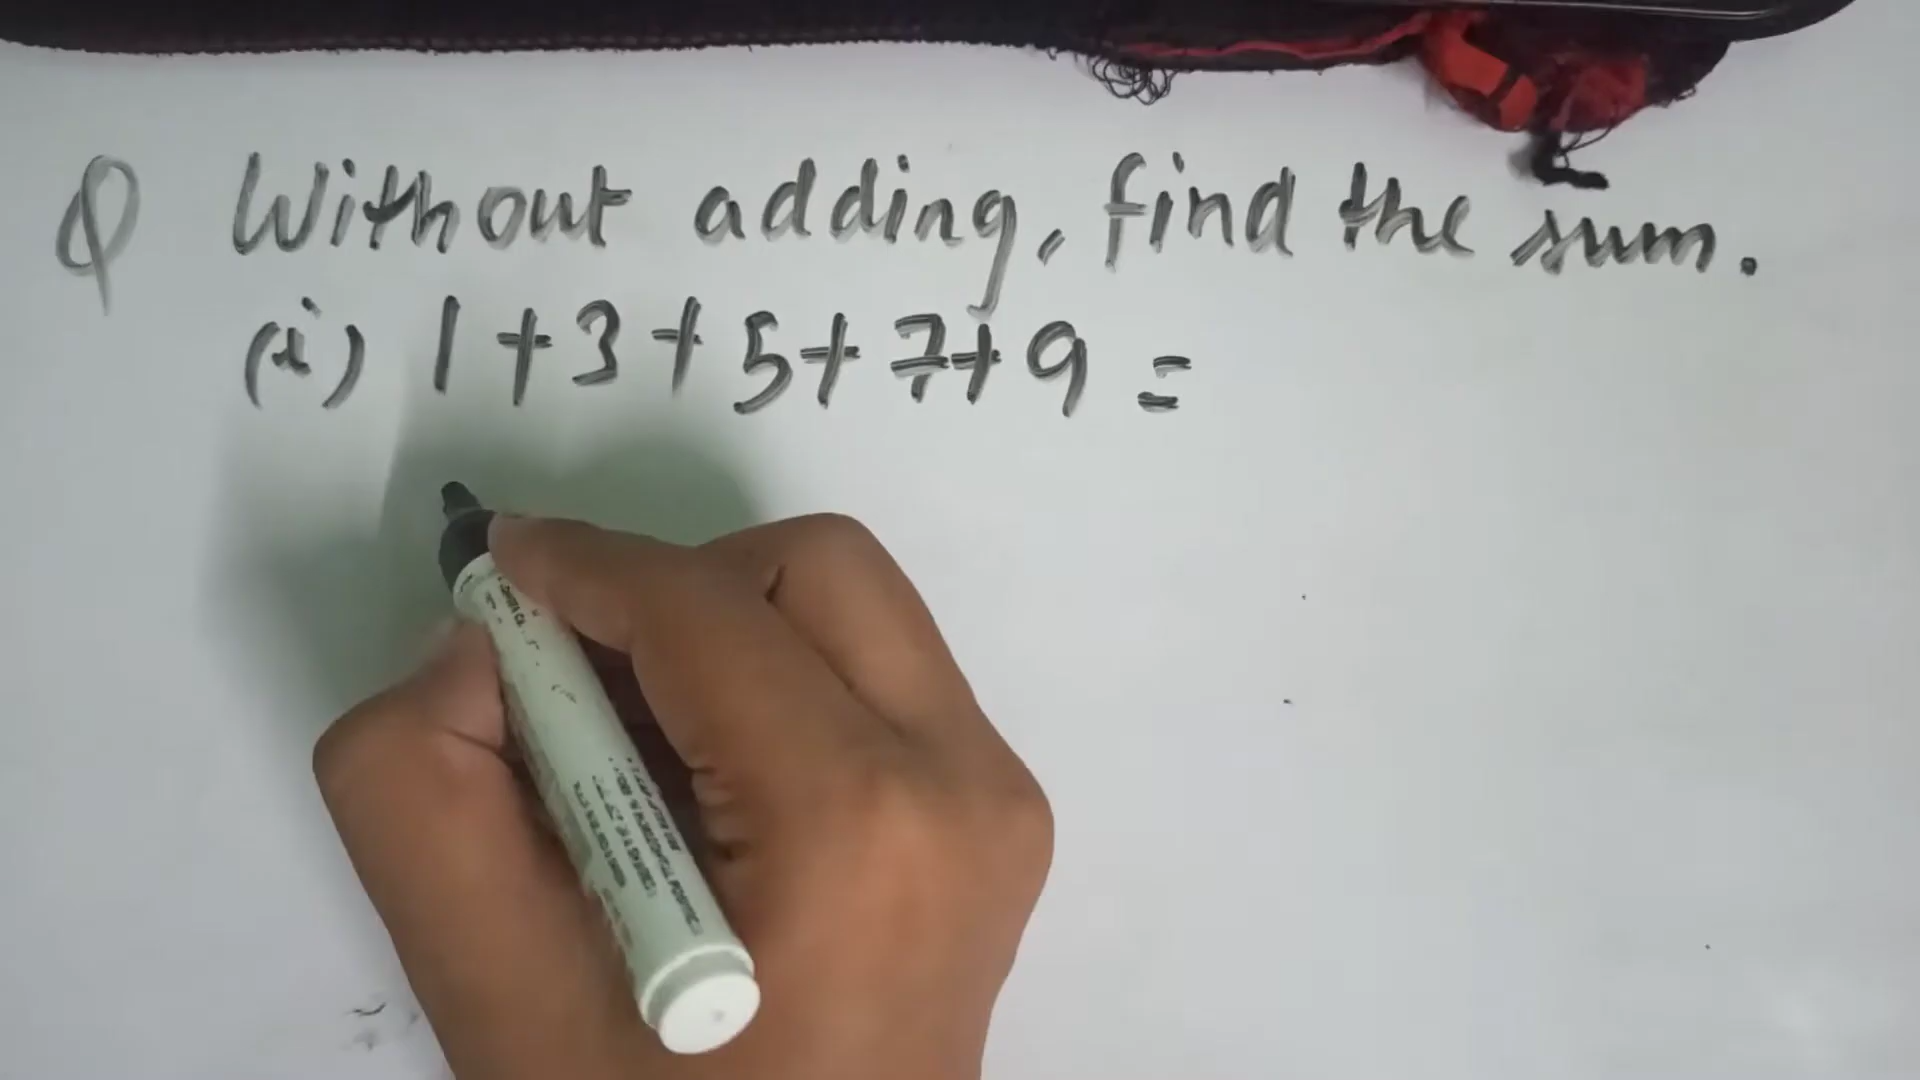 Q Without adding, find the sum.
(i) 1 + 3 + 5 + 7 + 9 =